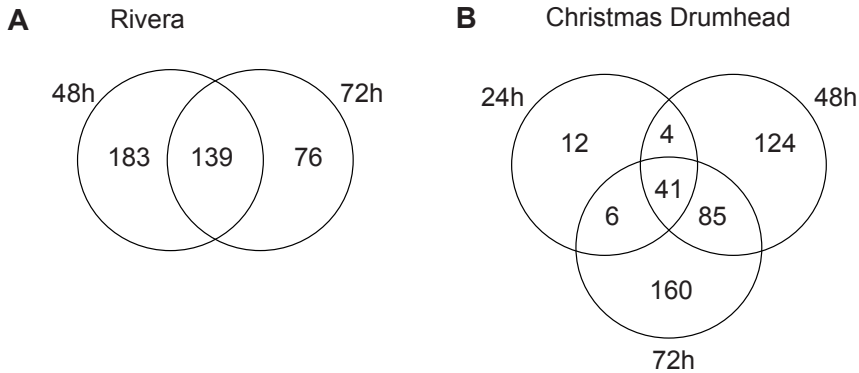 A Rivera
48h 72h
183 139 76
B Christmas Drumhead
24h 48h
12 4 124
41
6 85
160
72h